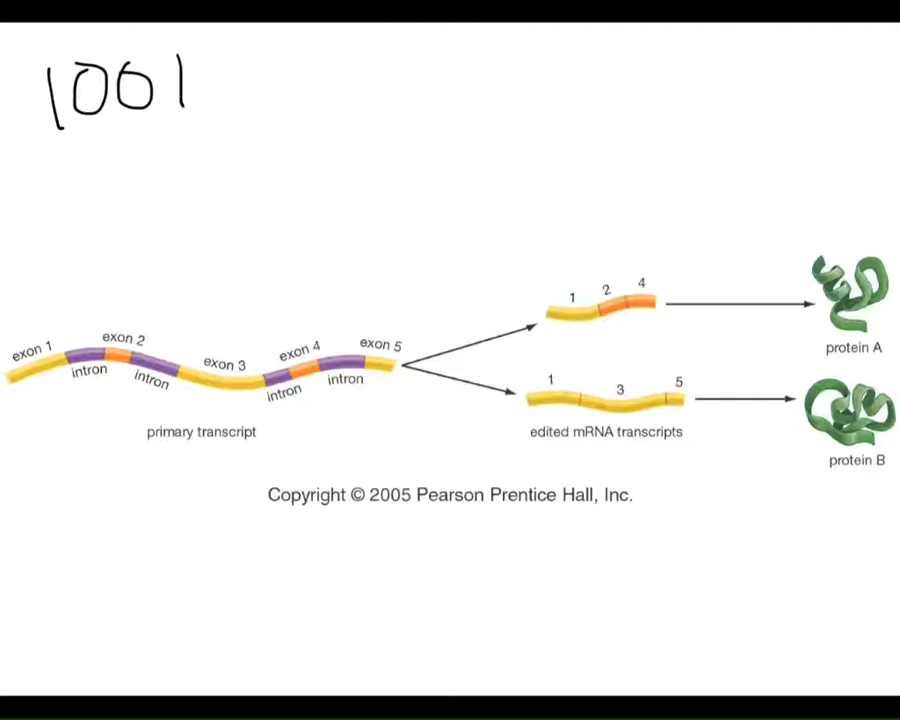 1001
1 2 4
protein A
exon 1 exon 2 exon 3 exon 4 exon 5
intron intron intron intron
1 3 5
primary transcript
edited mRNA transcripts
protein B
Copyright © 2005 Pearson Prentice Hall, Inc.